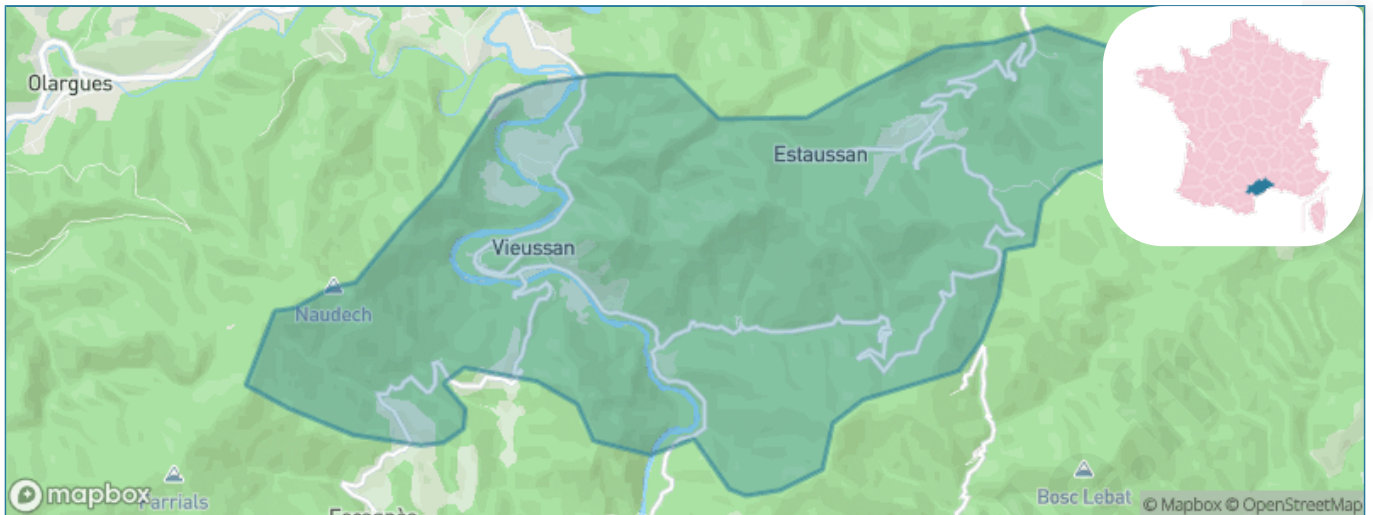 Olargues
Estaussan
Vieussan
Naudech
Parrials
Bosc Lebat
mapbox
© Mapbox © OpenStreetMap